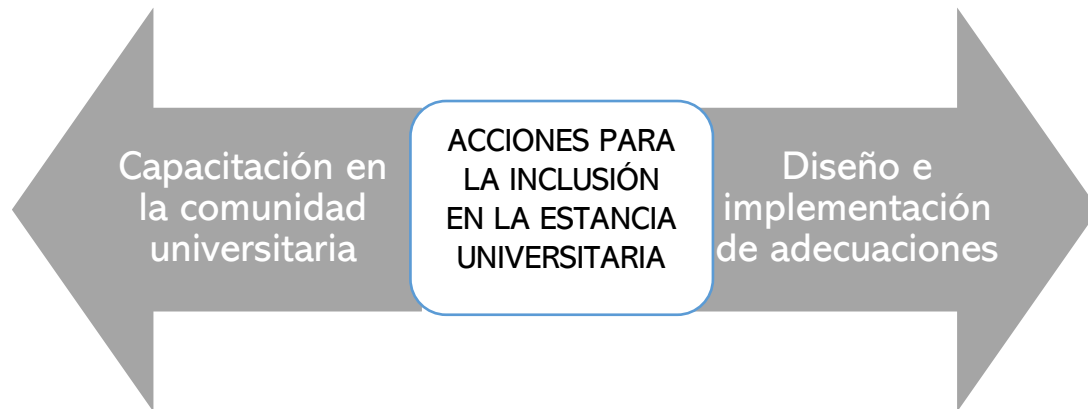 Capacitación en
la comunidad
universitaria
ACCIONES PARA
LA INCLUSIÓN
EN LA ESTANCIA
UNIVERSITARIA
Diseño e
implementación
de adecuaciones